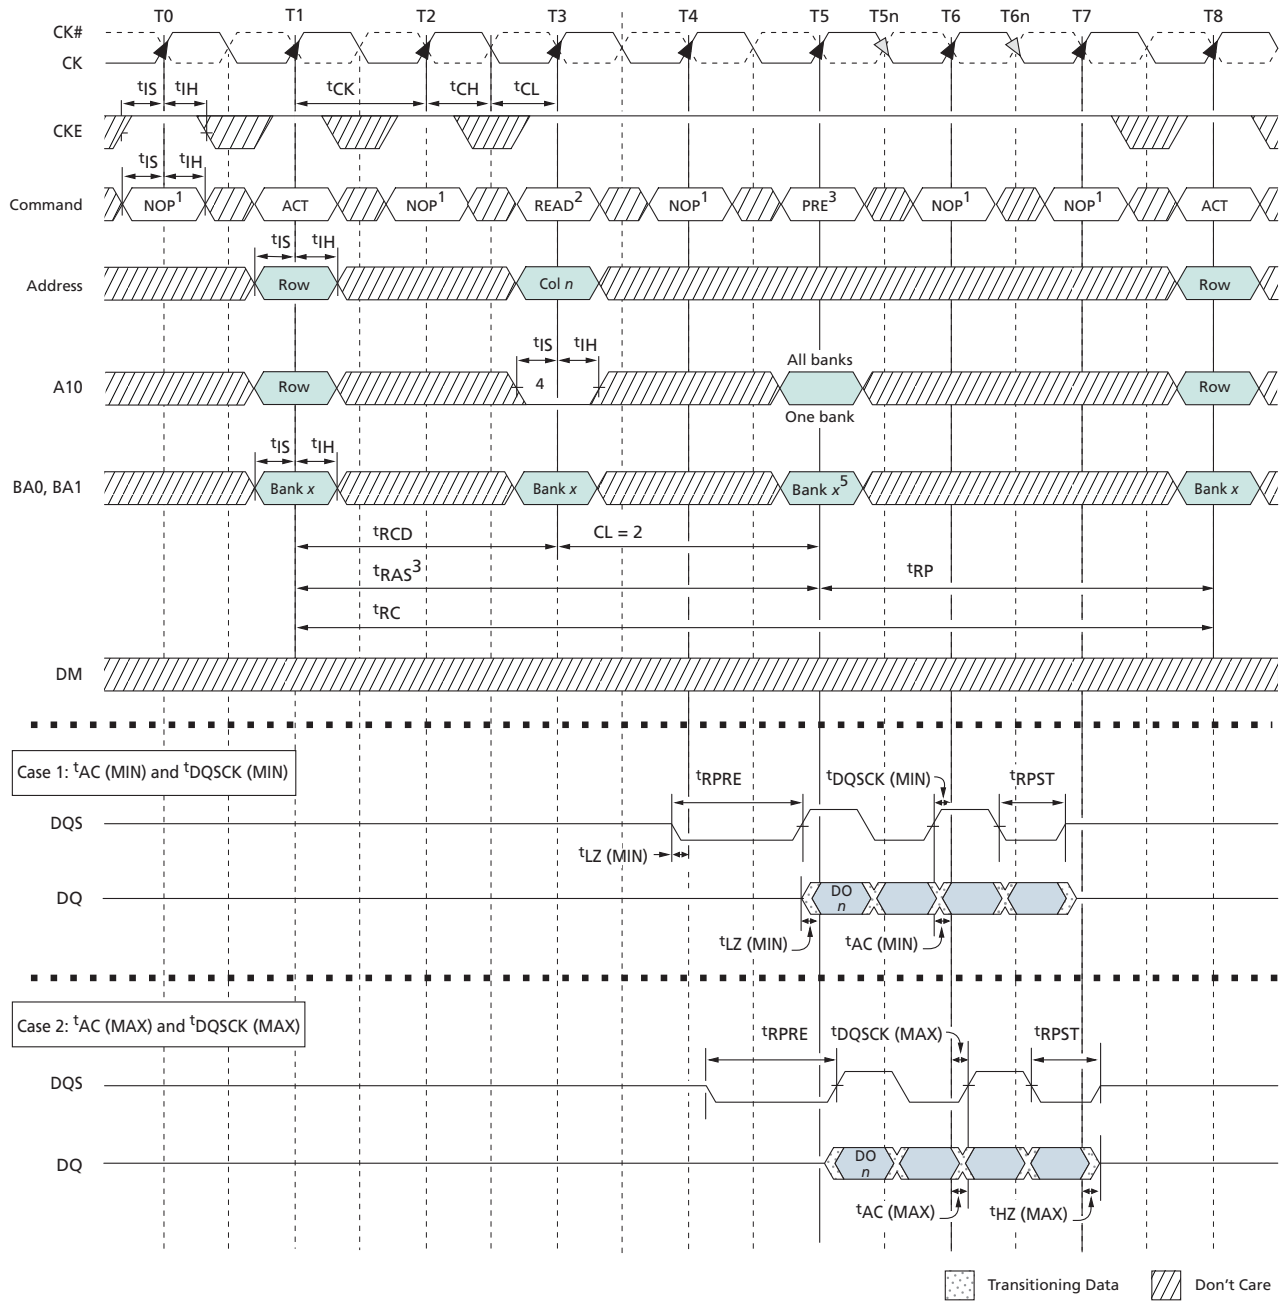 T0 T1 T2 T3 T4 T5 T5n T6 T6n T7 T8
CK#
CK
tIS tIH tCK tCH tCL
CKE
tIS tIH
Command NOP1 ACT NOP1 READ2 NOP1 PRE3 NOP1 NOP1 ACT
tIS tIH
Address Row Col n Row
tIS tIH All banks
A10 Row 4 Row
One bank
tIS tIH
BA0, BA1 Bank x Bank x Bank x5 Bank x
tRCD CL = 2
tRAS3 tRP
tRC
DM
Case 1: tAC (MIN) and tDQSCK (MIN)
tRPRE tDQSCK (MIN) tRPST
DQS
tLZ (MIN)
DQ DO
n
tLZ (MIN) tAC (MIN)
Case 2: tAC (MAX) and tDQSCK (MAX)
tRPRE tDQSCK (MAX) tRPST
DQS
DQ DO
n
tAC (MAX) tHZ (MAX)
Transitioning Data Don't Care